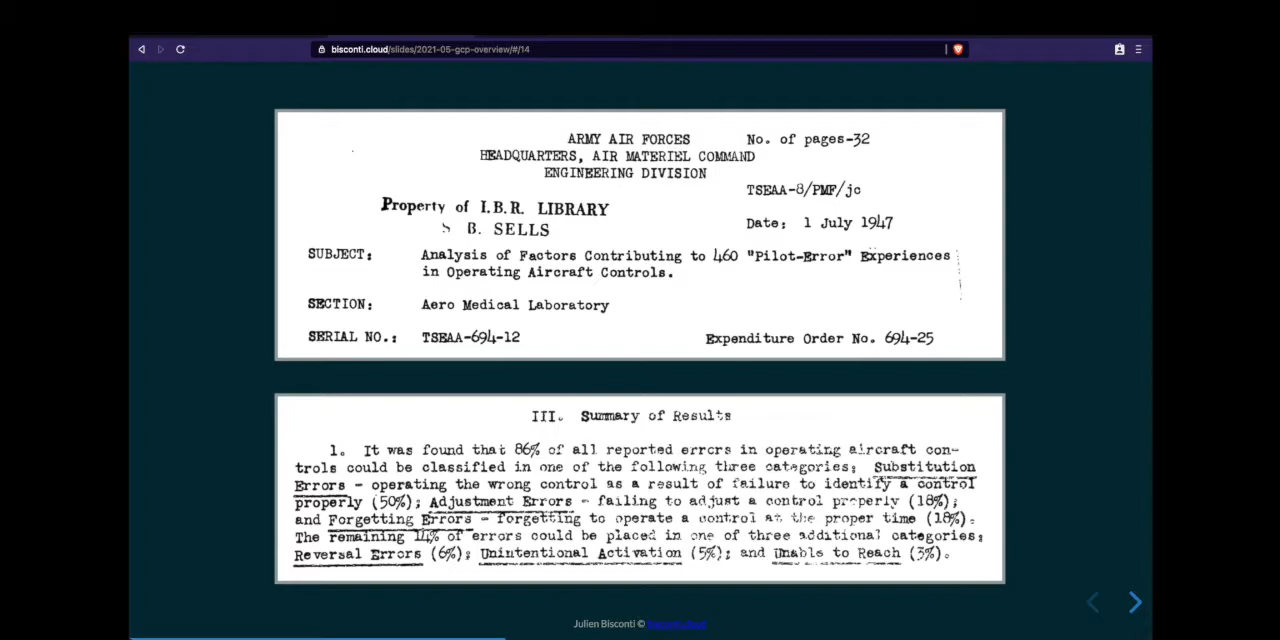 bisconti.cloud/slides/2021-05-gcp-overview/#/14
ARMY AIR FORCES No. of pages-32
HEADQUARTERS, AIR MATERIEL COMMAND
ENGINEERING DIVISION
TSEAA-8/PMF/jc
Property of I.B.R. LIBRARY
S B. SELLS
Date: 1 July 1947
SUBJECT: Analysis of Factors Contributing to 460 "Pilot-Error" Experiences
in Operating Aircraft Controls.
SECTION: Aero Medical Laboratory
SERIAL NO.: TSEAA-694-12 Expenditure Order No. 694-25
III. Summary of Results
1. It was found that 86% of all reported errors in operating aircraft con-
trols could be classified in one of the following three categories; Substitution
Errors - operating the wrong control as a result of failure to identify a control
properly (50%); Adjustment Errors - failing to adjust a control properly (18%);
and Forgetting Errors - forgetting to operate a control at the proper time (18%).
The remaining 14% of errors could be placed in one of three additional categories;
Reversal Errors (6%); Unintentional Activation (5%); and Unable to Reach (3%).
Julien Bisconti © bisconti.cloud